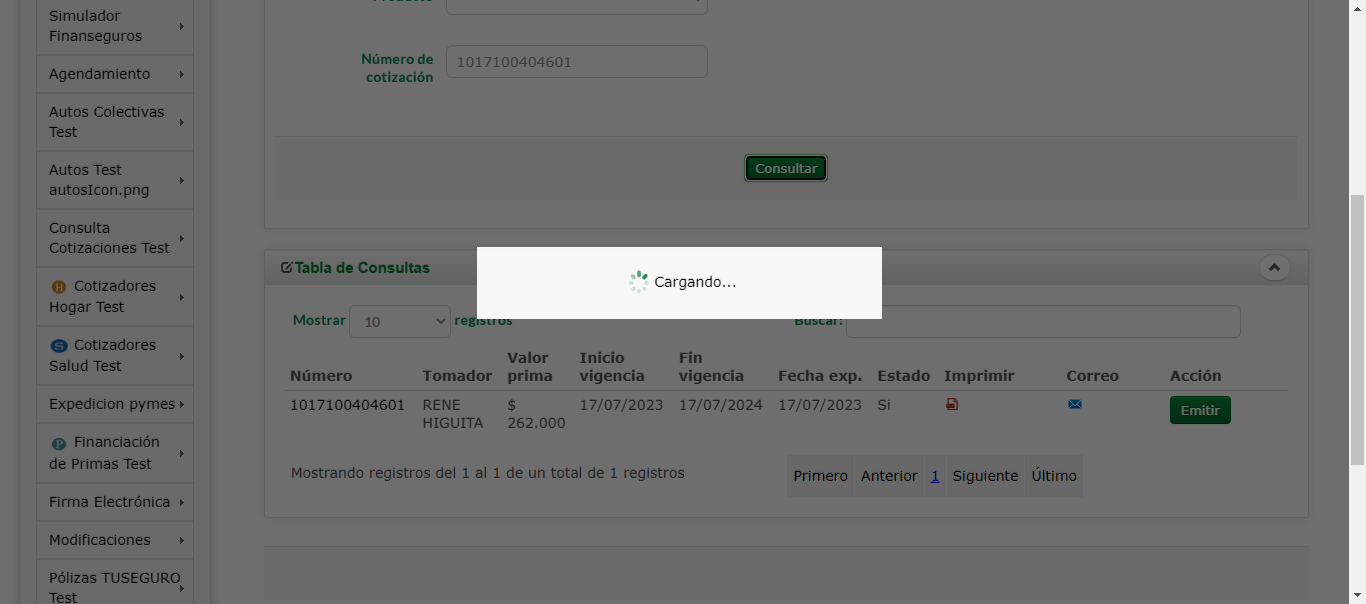 Simulador
Finanseguros
Agendamiento
Autos Colectivas
Test
Autos Test
autosIcon.png
Consulta
Cotizaciones Test
H Cotizadores
Hogar Test
S Cotizadores
Salud Test
Expedicion pymes
P Financiación
de Primas Test
Firma Electrónica
Modificaciones
Pólizas TUSEGURO
Test
Producto
Número de
cotización
1017100404601
Consultar
Tabla de Consultas
Cargando...
Mostrar 10 registros
Buscar:
Número Tomador Valor prima Inicio vigencia Fin vigencia Fecha exp. Estado Imprimir Correo Acción
1017100404601 RENE HIGUITA $ 262.000 17/07/2023 17/07/2024 17/07/2023 Si Emitir
Mostrando registros del 1 al 1 de un total de 1 registros
Primero Anterior 1 Siguiente Último